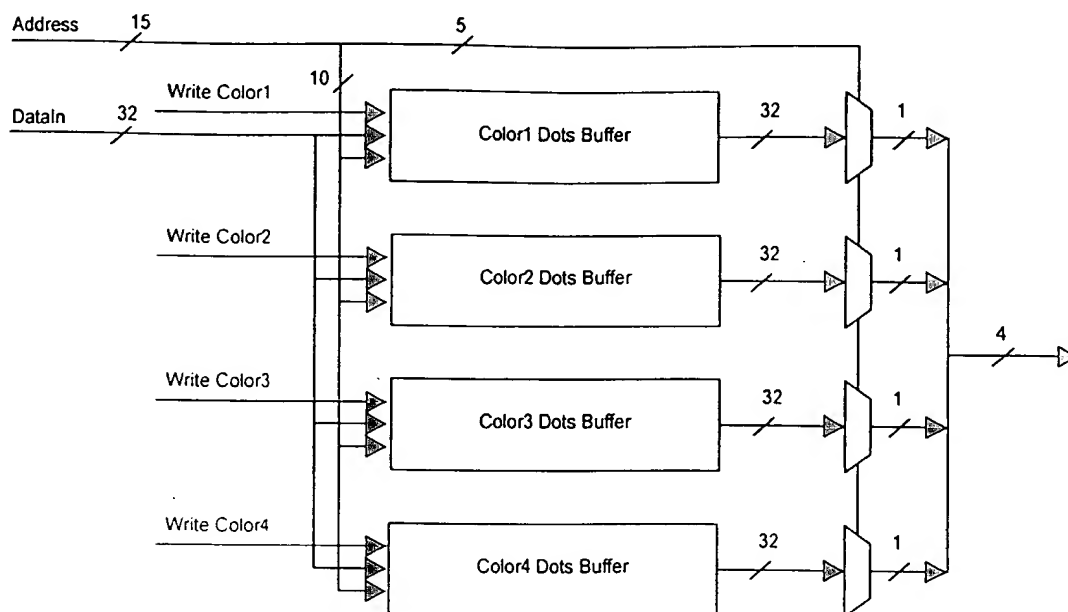 Address
15
5
10
Write Color1
DataIn
32
Color1 Dots Buffer
32
1
Write Color2
Color2 Dots Buffer
32
1
4
Write Color3
Color3 Dots Buffer
32
1
Write Color4
Color4 Dots Buffer
32
1